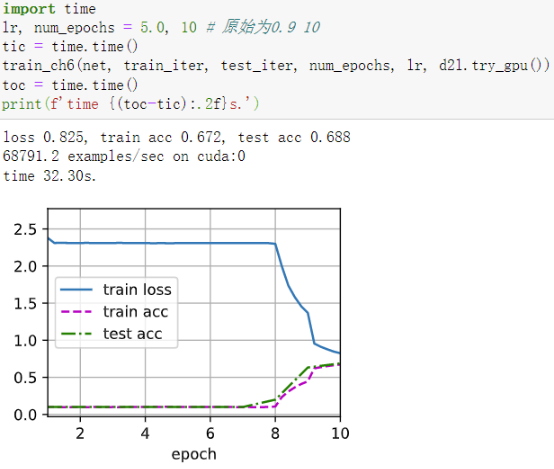 import time
lr, num_epochs = 5.0, 10 # 原始为0.9 10
tic = time.time()
train_ch6(net, train_iter, test_iter, num_epochs, lr, d2l.try_gpu())
toc = time.time()
print(f'time {(toc-tic):.2f}s.')
loss 0.825, train acc 0.672, test acc 0.688
68791.2 examples/sec on cuda:0
time 32.30s.
2.5
2.0
1.5
1.0
0.5
0.0
train loss
train acc
test acc
2 4 6 8 10
epoch